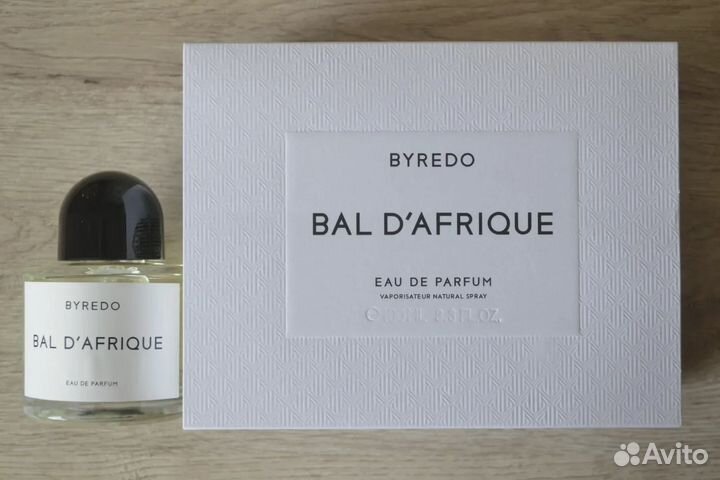 BYREDO
BAL D'AFRIQUE
EAU DE PARFUM
VAPORISATEUR NATURAL SPRAY
BYREDO
BAL D'AFRIQUE
EAU DE PARFUM
Avito